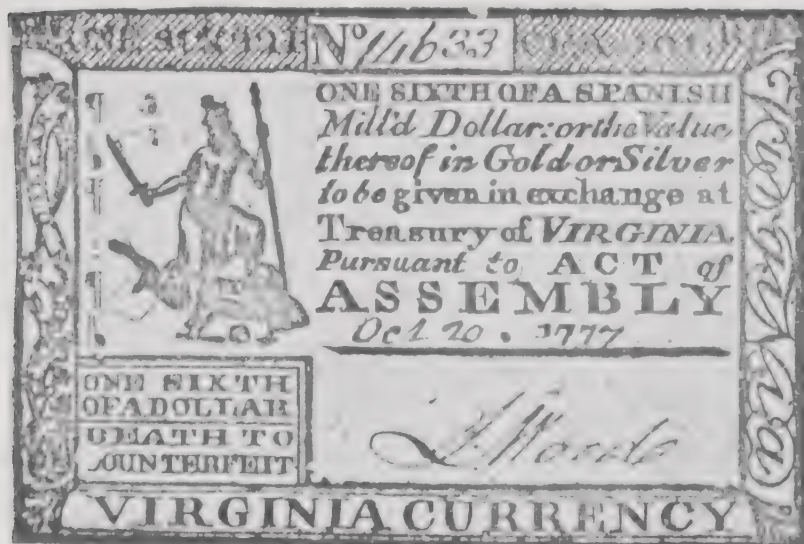 No
ONE SIXTH OF A SPANISH
Mill'd Dollar: or the Value
thereof in Gold or Silver
to be given in exchange at
Treasury of VIRGINIA
Pursuant to ACT of
ASSEMBLY
Oct 20. 1777
ONE SIXTH
OF A DOLLAR
DEATH TO
COUNTERFEIT
VIRGINIA CURRENCY
Virginia